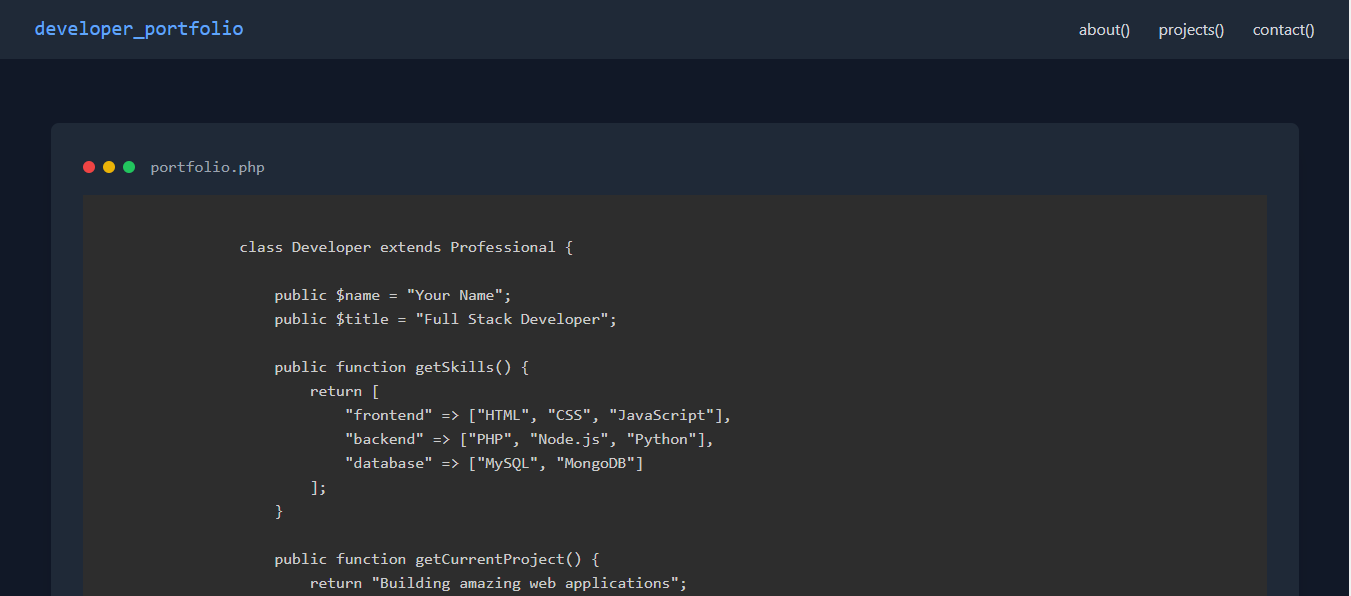 developer_portfolio
about() projects() contact()
portfolio.php
class Developer extends Professional {
public $name = "Your Name";
public $title = "Full Stack Developer";
public function getSkills() {
return [
"frontend" => ["HTML", "CSS", "JavaScript"],
"backend" => ["PHP", "Node.js", "Python"],
"database" => ["MySQL", "MongoDB"]
];
}
public function getCurrentProject() {
return "Building amazing web applications";